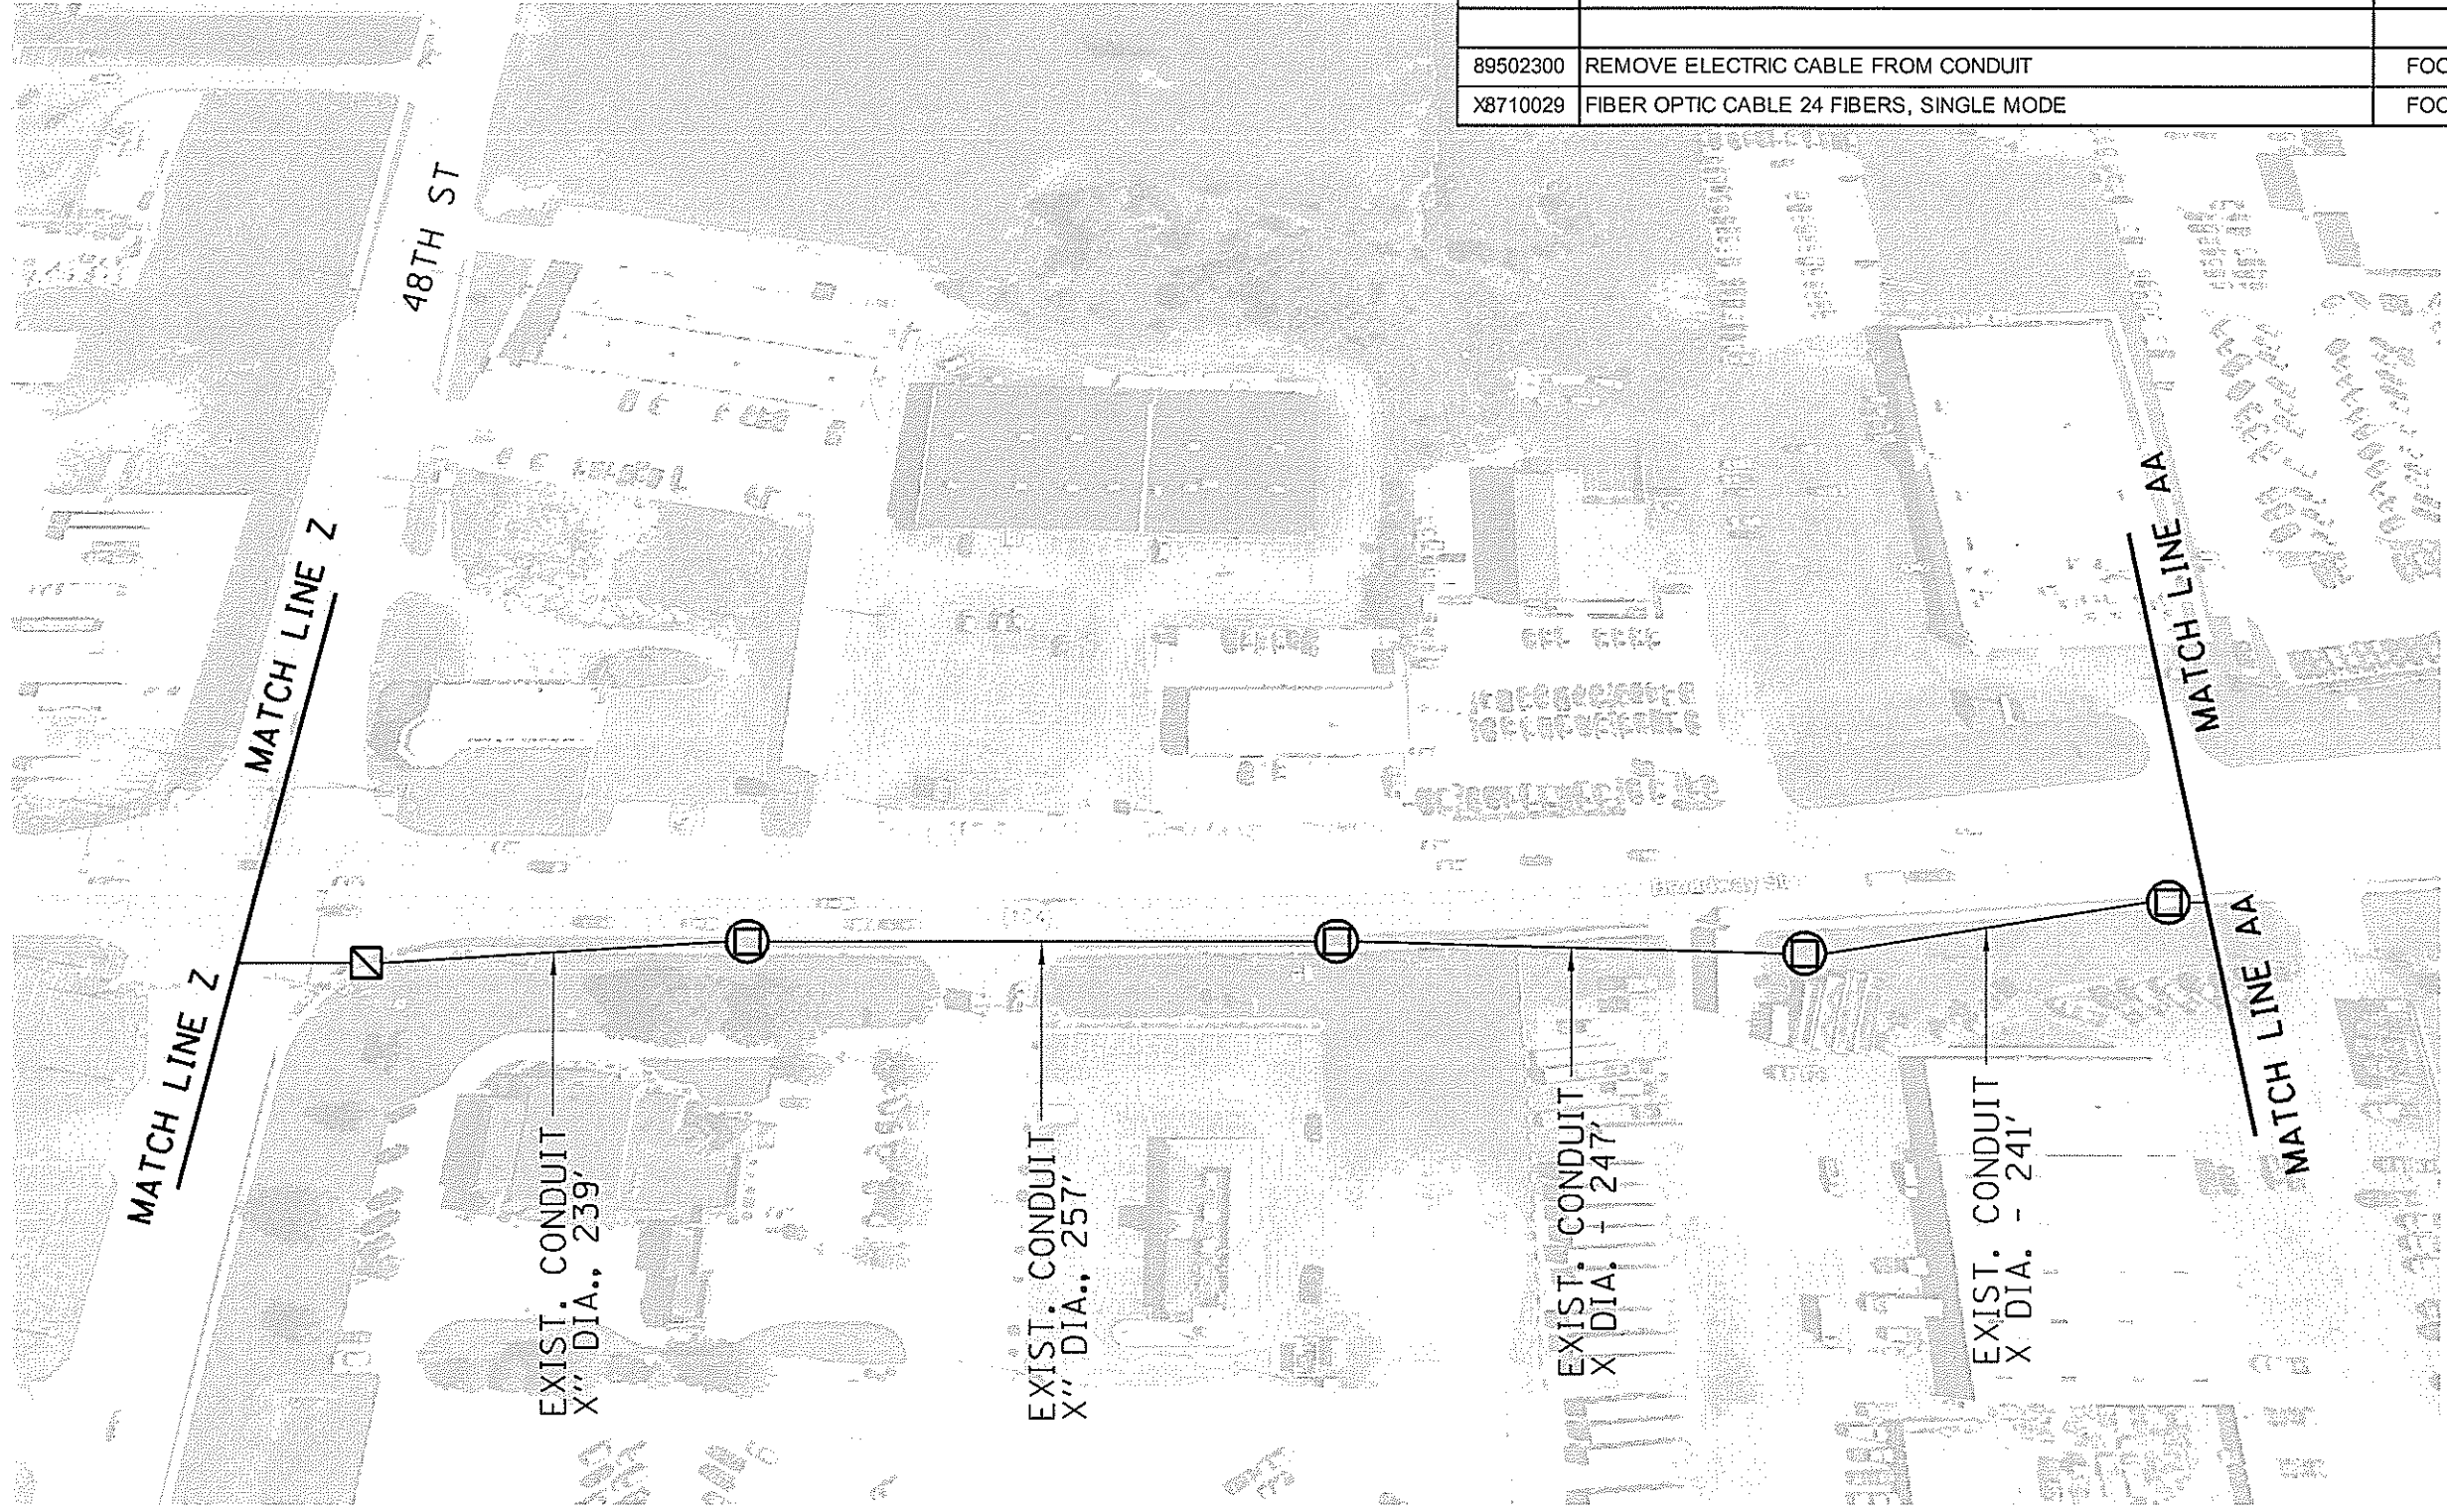 89502300 REMOVE ELECTRIC CABLE FROM CONDUIT
X8710029 FIBER OPTIC CABLE 24 FIBERS, SINGLE MODE
48TH ST
MATCH LINE Z
MATCH LINE AA
MATCH LINE Z
MATCH LINE AA
EXIST. CONDUIT
X'' DIA., 239'
EXIST. CONDUIT
X'' DIA., 257'
EXIST. CONDUIT
X DIA. - 247'
EXIST. CONDUIT
X DIA. - 241'